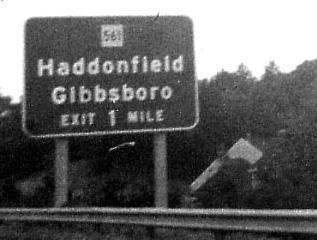 561
Haddonfield
Gibbsboro
EXIT 1 MILE